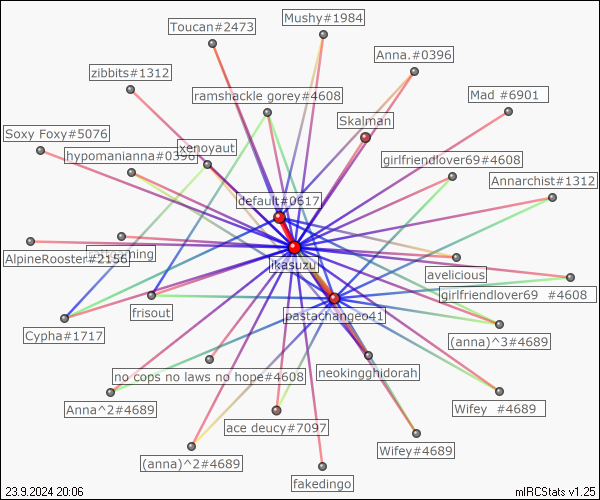 Mushy#1984
Toucan#2473
Anna.#0396
zibbits#1312
ramshackle gorey#4608
Mad #6901
Skalman
Soxy Foxy#5076
xenoyaut
hypomanianna#0396
girlfriendlover69#4608
Annarchist#1312
default#0617
AlpineRooster#2156
ikasuzu
avelicious
girlfriendlover69 #4608
frisout
pastachangeo41
Cypha#1717
(anna)^3#4689
no cops no laws no hope#4608
neokingghidorah
Anna^2#4689
Wifey #4689
ace deucy#7097
Wifey#4689
(anna)^2#4689
fakedingo
23.9.2024 20:06
mIRCStats v1.25